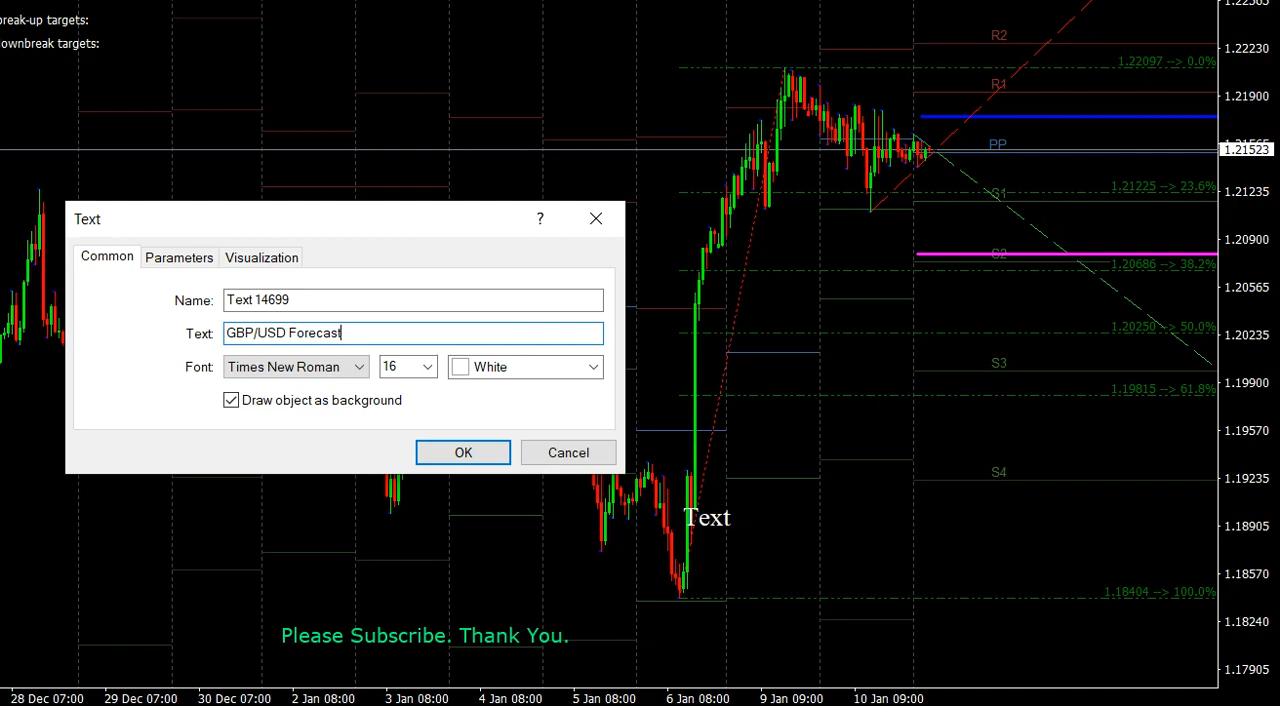 break-up targets:
ownbreak targets:
R2
1.22097 --> 0.0%
R1
PP
1.21225 --> 23.6%
S1
S2
1.20686 --> 38.2%
1.20250 --> 50.0%
S3
1.19815 --> 61.8%
S4
1.18404 --> 100.0%
1.22230
1.21900
1.21523
1.21235
1.20900
1.20565
1.20235
1.19900
1.19570
1.19235
1.18905
1.18570
1.18240
1.17905
Text
Common Parameters Visualization
Name: Text 14699
Text: GBP/USD Forecast
Font: Times New Roman 16 White
Draw object as background
OK Cancel
Text
Please Subscribe. Thank You.
28 Dec 07:00 29 Dec 07:00 30 Dec 07:00 2 Jan 08:00 3 Jan 08:00 4 Jan 08:00 5 Jan 08:00 6 Jan 08:00 9 Jan 09:00 10 Jan 09:00